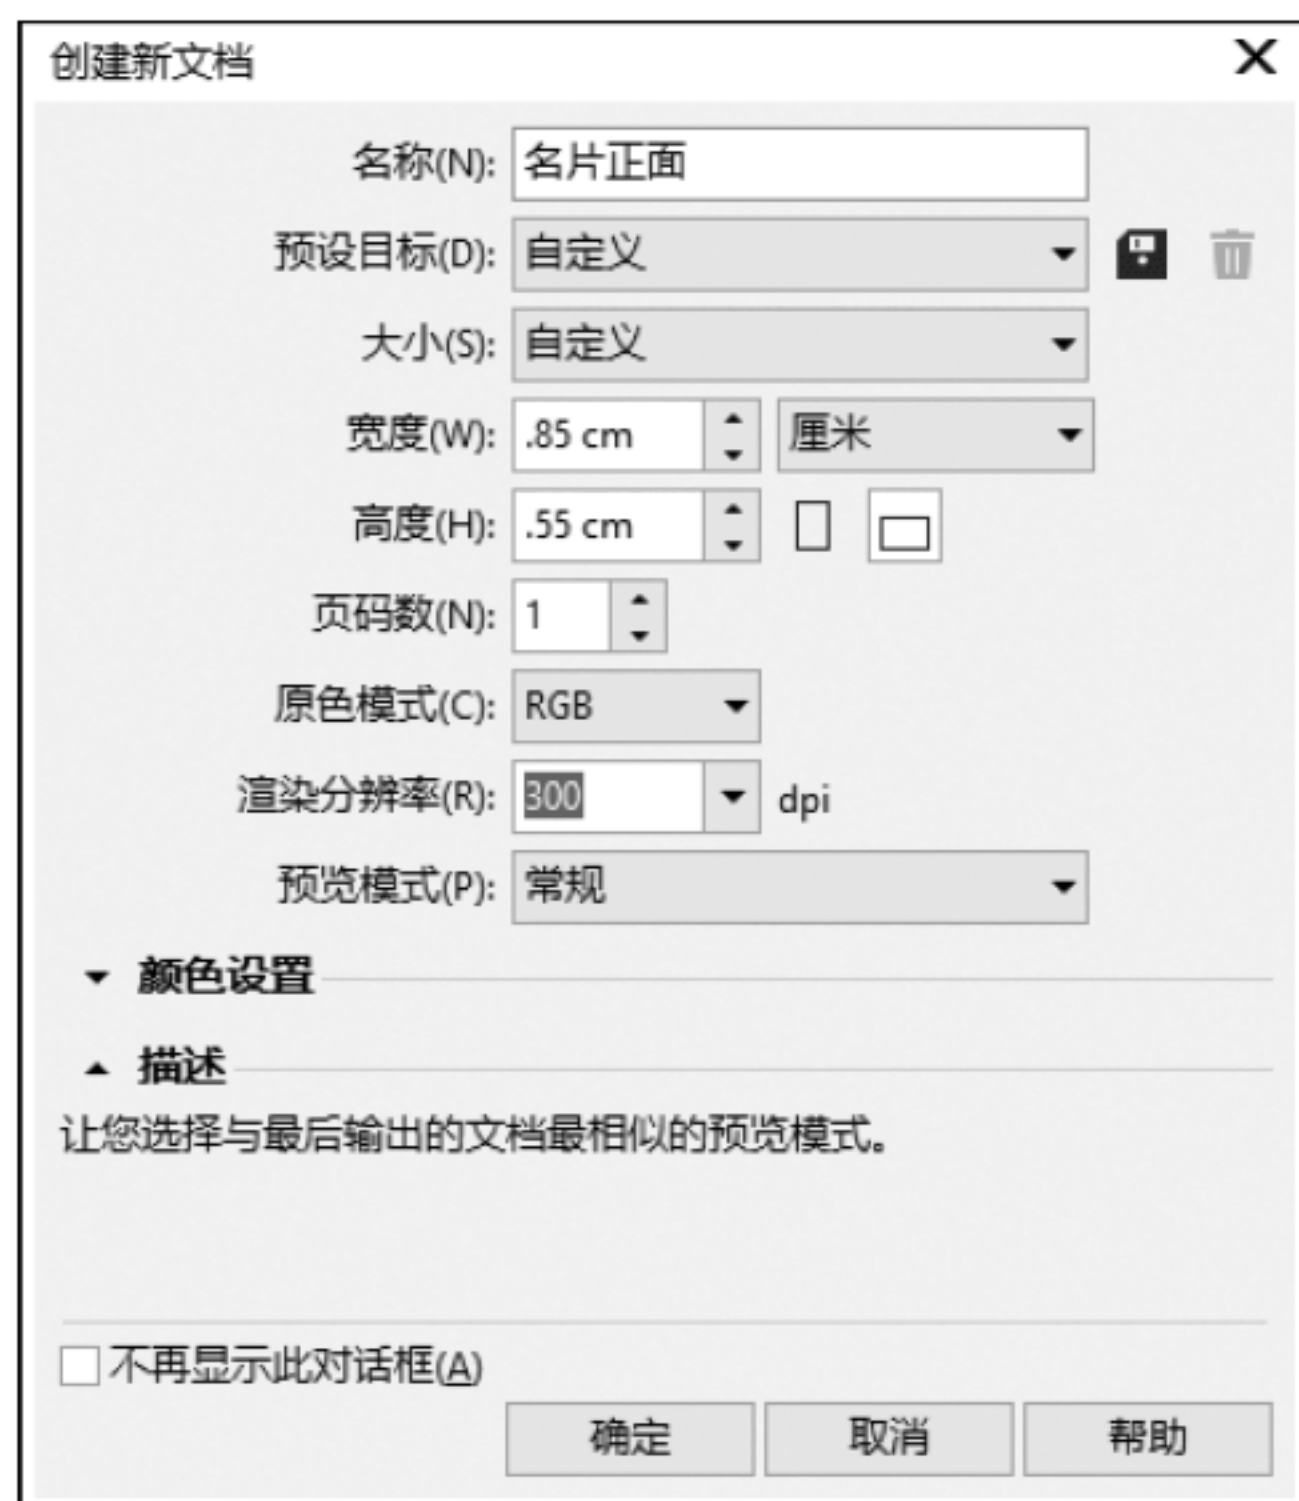 创建新文档
名称(N): 名片正面
预设目标(D): 自定义
大小(S): 自定义
宽度(W): .85 cm 厘米
高度(H): .55 cm
页码数(N): 1
原色模式(C): RGB
渲染分辨率(R): 300 dpi
预览模式(P): 常规
颜色设置
描述
让您选择与最后输出的文档最相似的预览模式。
不再显示此对话框(A)
确定 取消 帮助